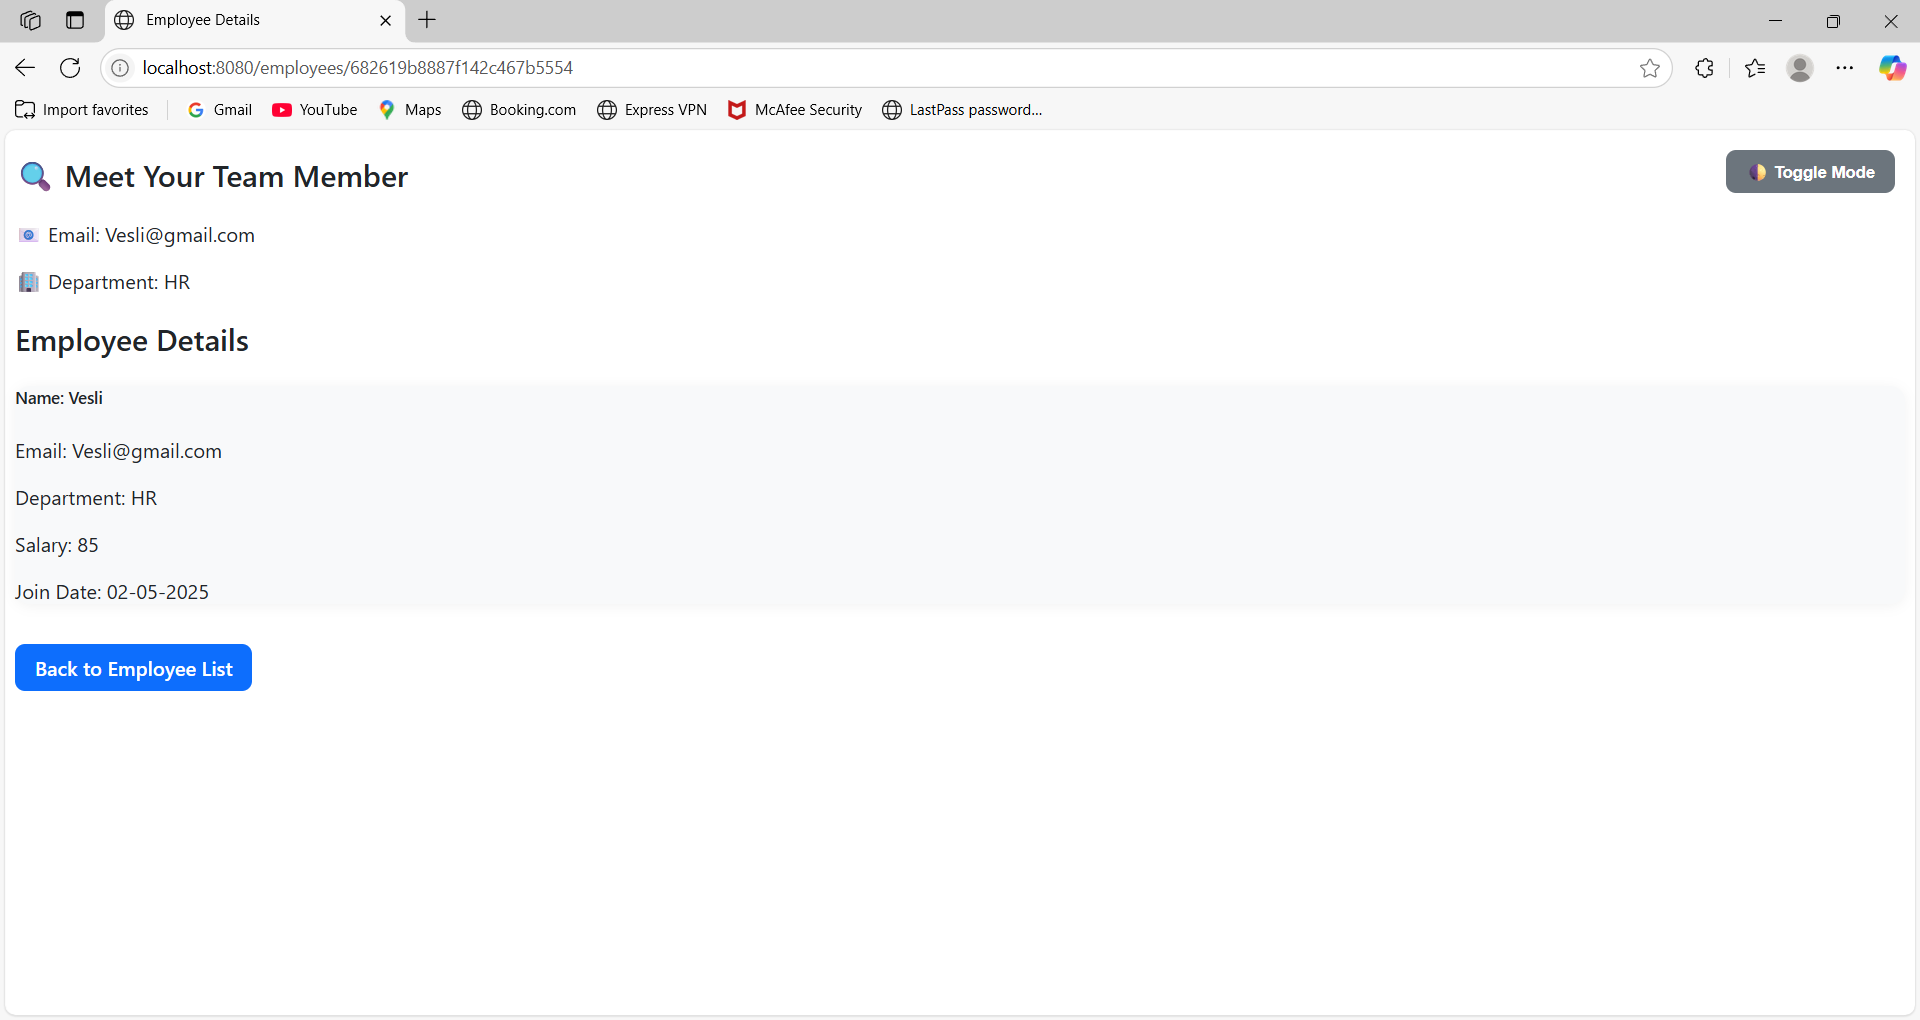 Employee Details
localhost:8080/employees/682619b8887f142c467b5554
Import favorites Gmail YouTube Maps Booking.com Express VPN McAfee Security LastPass password...
Meet Your Team Member
Toggle Mode
Email: Vesli@gmail.com
Department: HR
Employee Details
Name: Vesli
Email: Vesli@gmail.com
Department: HR
Salary: 85
Join Date: 02-05-2025
Back to Employee List